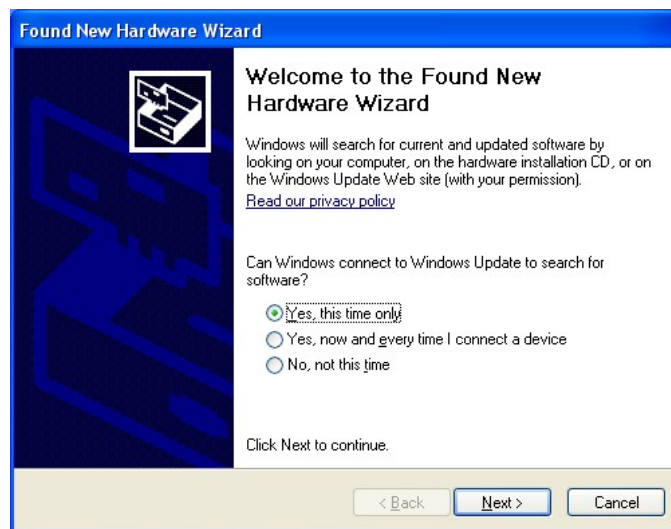 Found New Hardware Wizard
Welcome to the Found New
Hardware Wizard
Windows will search for current and updated software by
looking on your computer, on the hardware installation CD, or on
the Windows Update Web site (with your permission).
Read our privacy policy
Can Windows connect to Windows Update to search for
software?
Yes, this time only
Yes, now and every time I connect a device
No, not this time
Click Next to continue.
< Back
Next >
Cancel